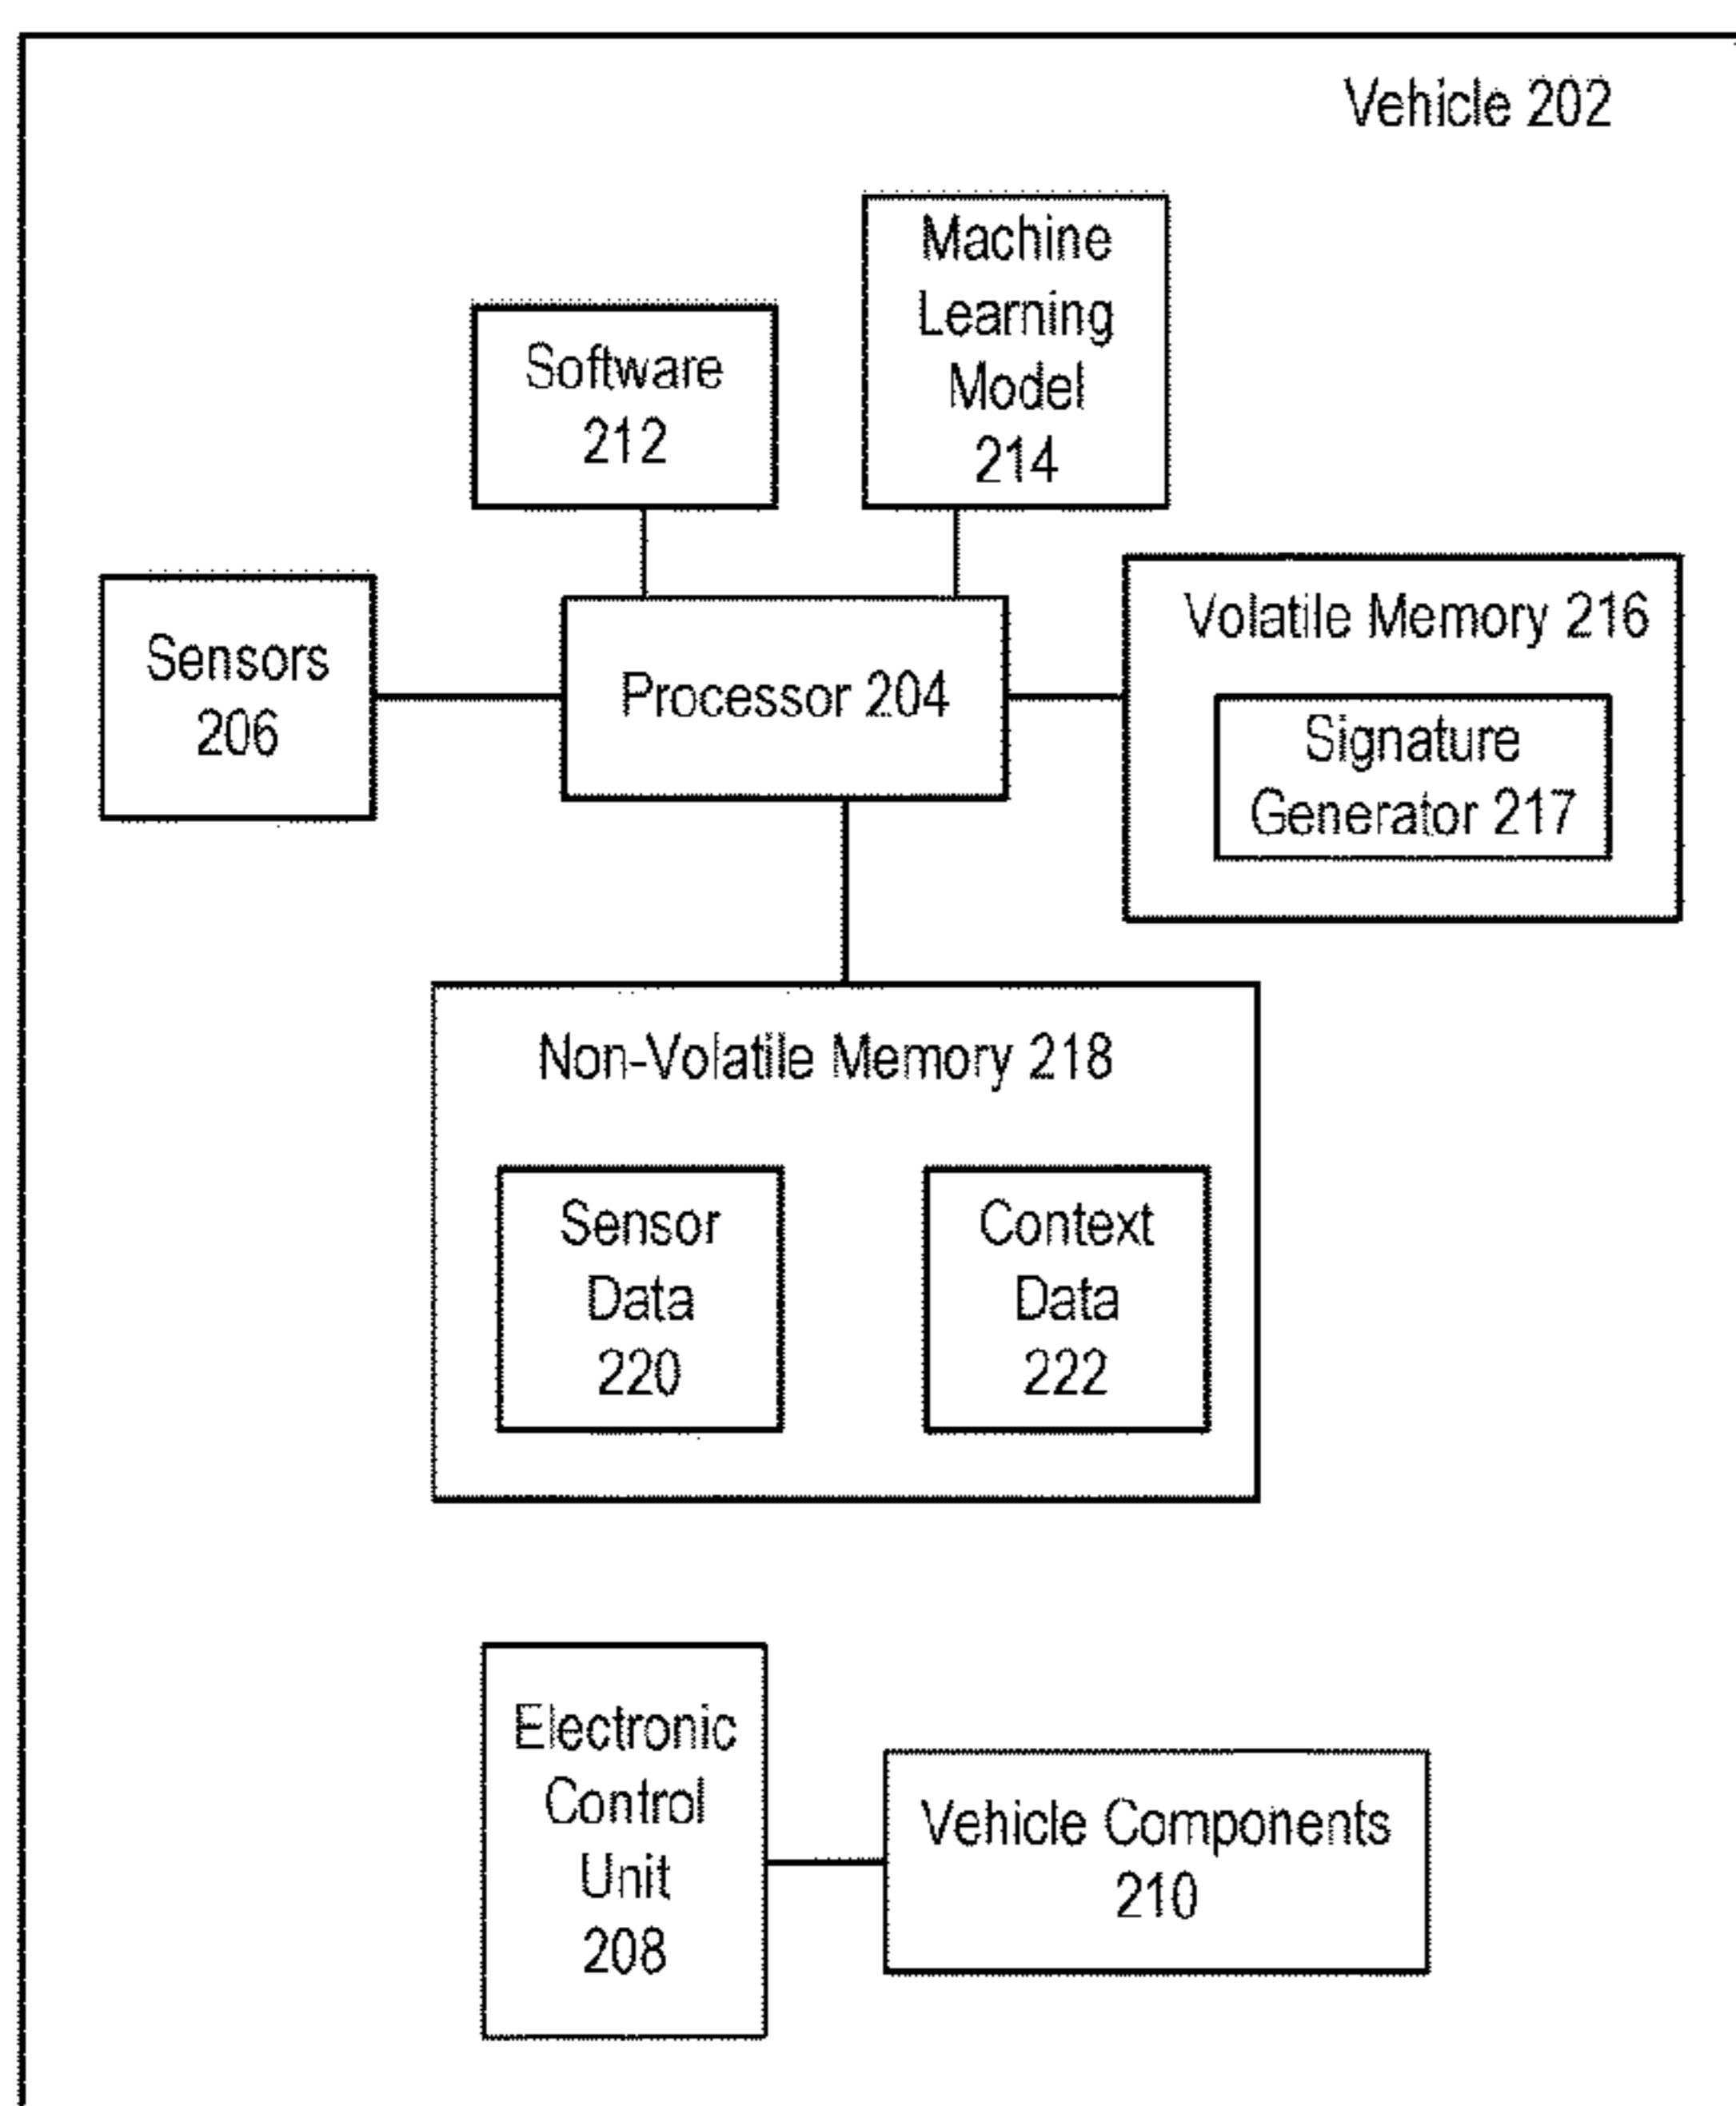 Vehicle 202
Machine
Learning
Model
214
Software
212
Volatile Memory 216
Sensors
206
Processor 204
Signature
Generator 217
Non-Volatile Memory 218
Sensor
Data
220
Context
Data
222
Electronic
Control
Unit
208
Vehicle Components
210